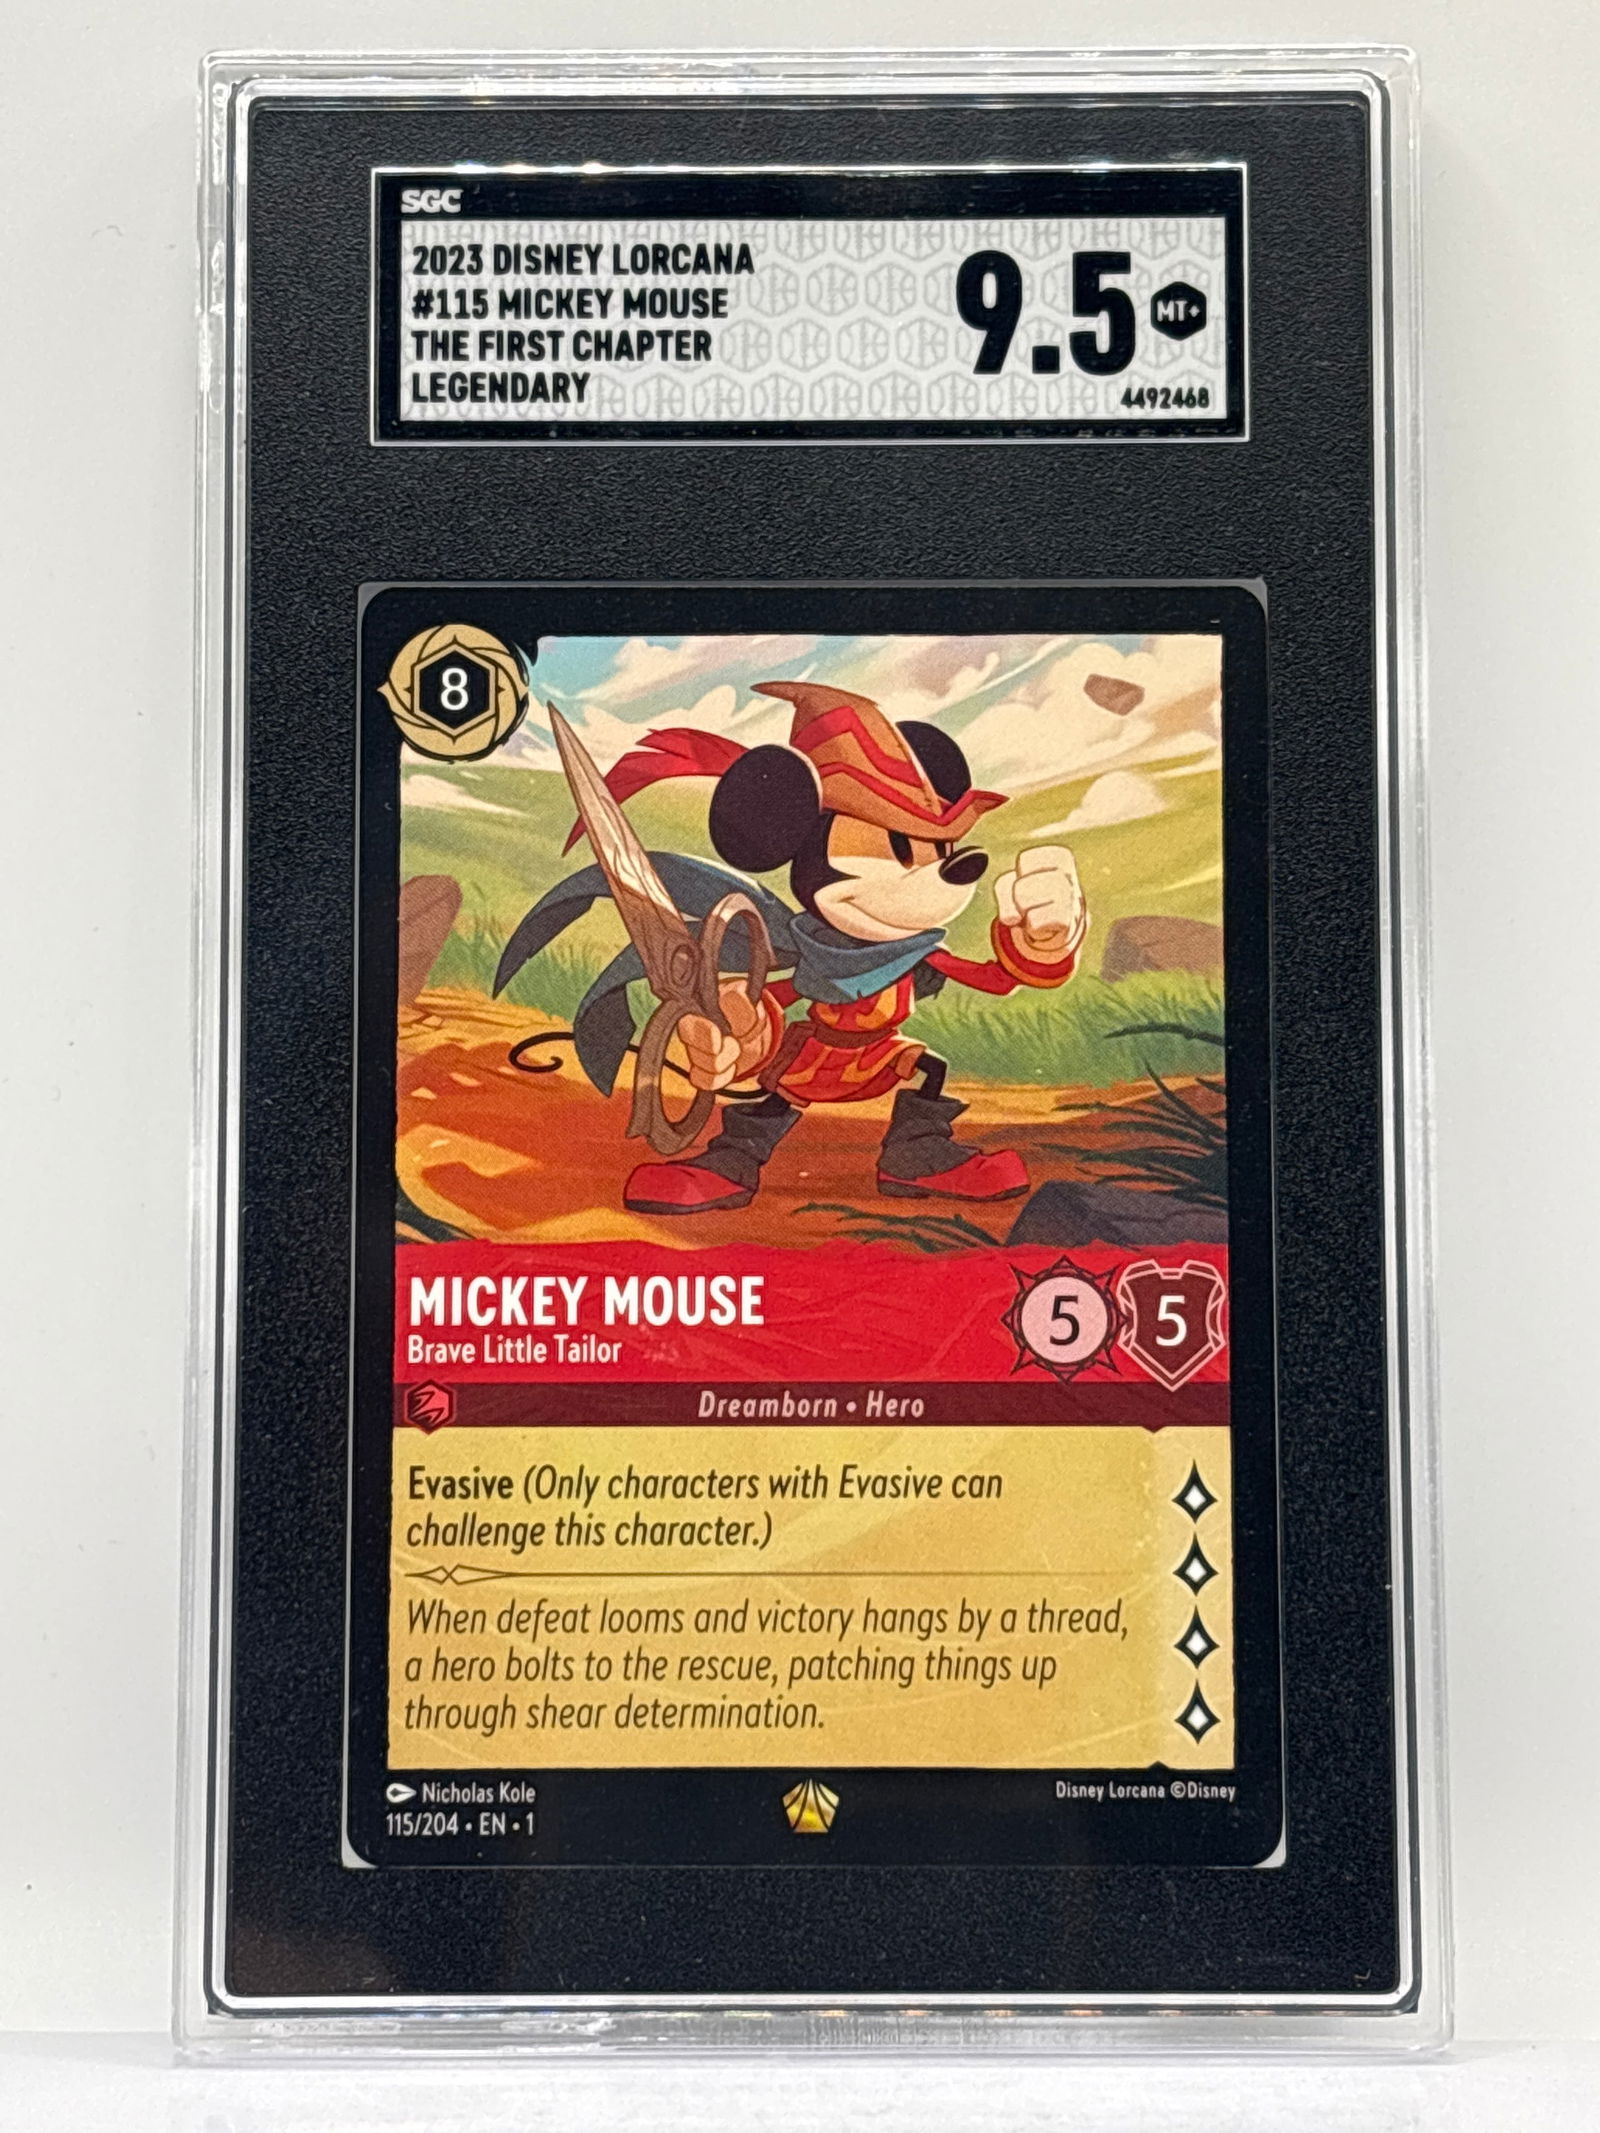 SGC
2023 DISNEY LORCANA
#115 MICKEY MOUSE
THE FIRST CHAPTER
LEGENDARY
9.5
MT+
4492468
8
MICKEY MOUSE
Brave Little Tailor
5
5
Dreamborn • Hero
Evasive (Only characters with Evasive can
challenge this character.)
When defeat looms and victory hangs by a thread,
a hero bolts to the rescue, patching things up
through shear determination.
Nicholas Kole
115/204 • EN • 1
Disney Lorcana ©Disney